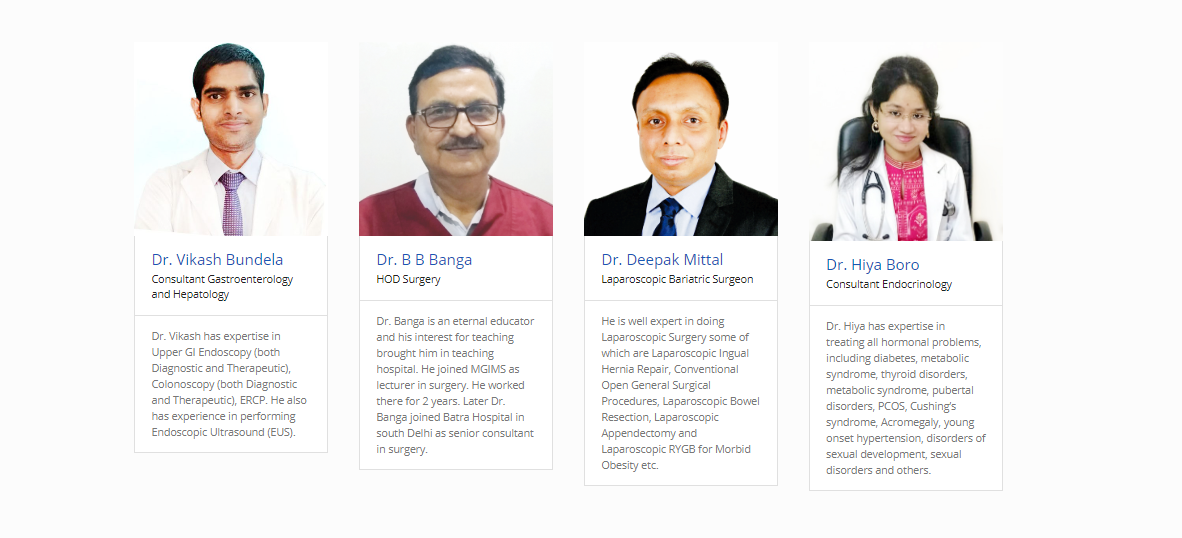 Dr. Vikash Bundela
Consultant Gastroenterology
and Hepatology
Dr. Vikash has expertise in
Upper GI Endoscopy (both
Diagnostic and Therapeutic),
Colonoscopy (both Diagnostic
and Therapeutic), ERCP. He also
has experience in performing
Endoscopic Ultrasound (EUS).
Dr. B B Banga
HOD Surgery
Dr. Banga is an eternal educator
and his interest for teaching
brought him in teaching
hospital. He joined MGIMS as
lecturer in surgery. He worked
there for 2 years. Later Dr.
Banga joined Batra Hospital in
south Delhi as senior consultant
in surgery.
Dr. Deepak Mittal
Laparoscopic Bariatric Surgeon
He is well expert in doing
Laparoscopic Surgery some of
which are Laparoscopic Ingual
Hernia Repair, Conventional
Open General Surgical
Procedures, Laparoscopic Bowel
Resection, Laparoscopic
Appendectomy and
Laparoscopic RYGB for Morbid
Obesity etc.
Dr. Hiya Boro
Consultant Endocrinology
Dr. Hiya has expertise in
treating all hormonal problems,
including diabetes, metabolic
syndrome, thyroid disorders,
metabolic syndrome, pubertal
disorders, PCOS, Cushing's
syndrome, Acromegaly, young
onset hypertension, disorders of
sexual development, sexual
disorders and others.